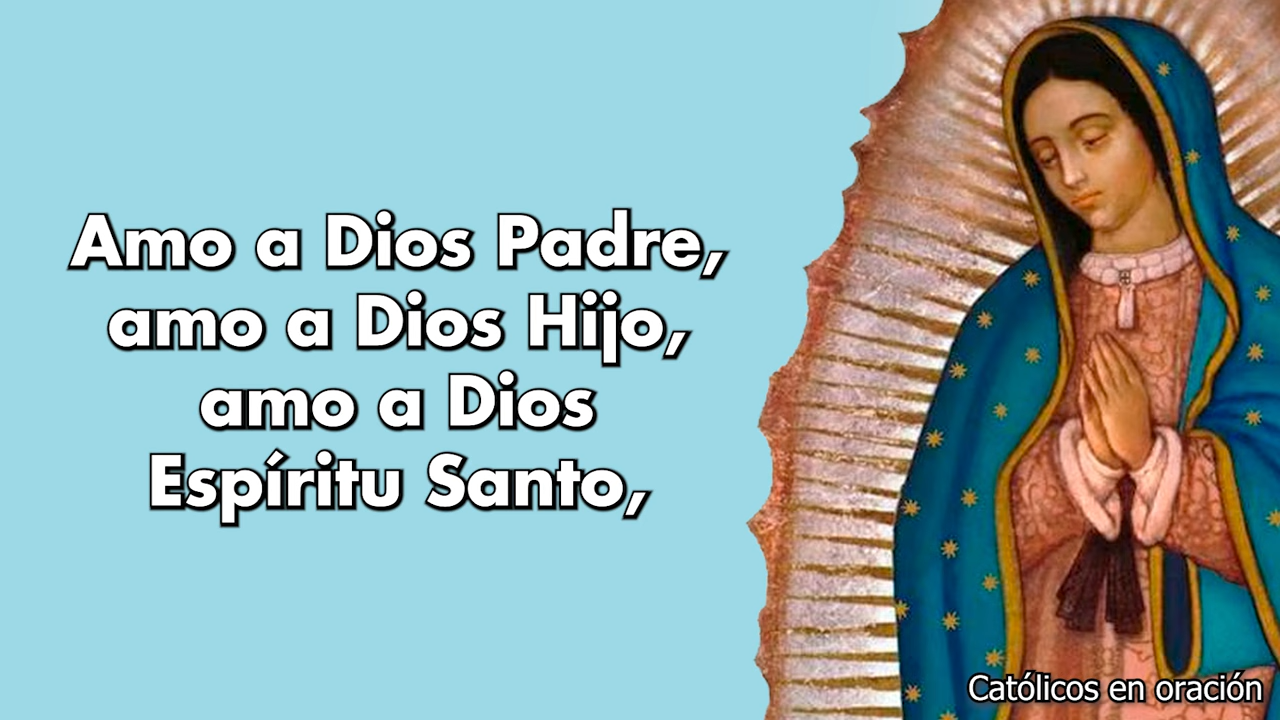 Amo a Dios Padre,
amo a Dios Hijo,
amo a Dios
Espíritu Santo,
Católicos en oración